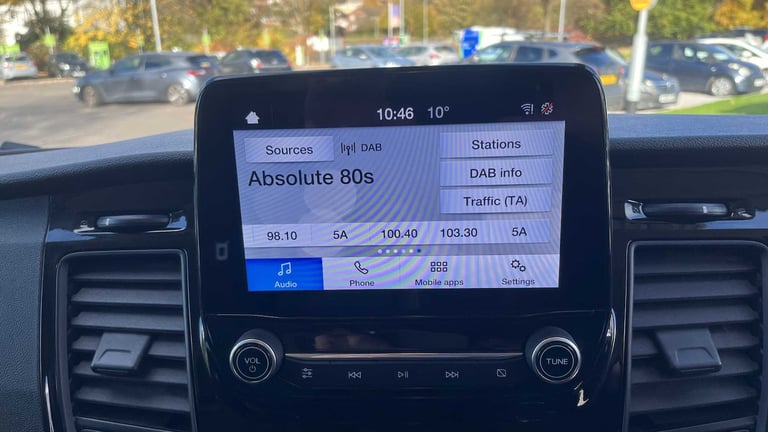 10:46 10°
Sources DAB Stations
Absolute 80s DAB info
Traffic (TA)
98.10 5A 100.40 103.30 5A
Audio Phone Mobile apps Settings
VOL TUNE